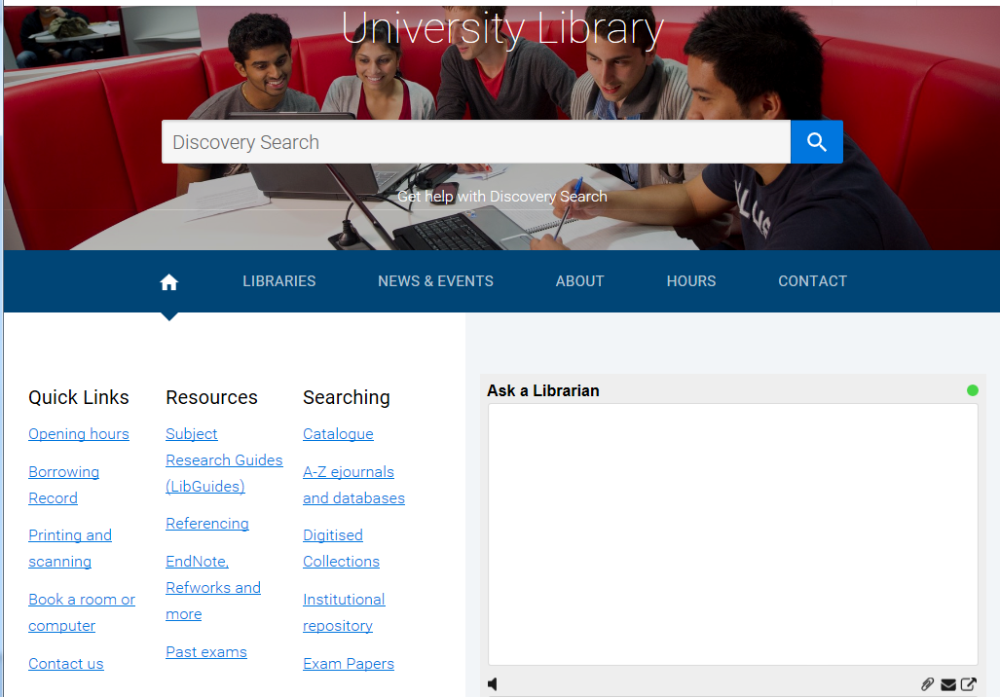 University Library
Discovery Search
Get help with Discovery Search
LIBRARIES NEWS & EVENTS ABOUT HOURS CONTACT
Quick Links
Opening hours
Borrowing
Record
Printing and
scanning
Book a room or
computer
Contact us
Resources
Subject
Research Guides
(LibGuides)
Referencing
EndNote,
Refworks and
more
Past exams
Searching
Catalogue
A-Z ejournals
and databases
Digitised
Collections
Institutional
repository
Exam Papers
Ask a Librarian